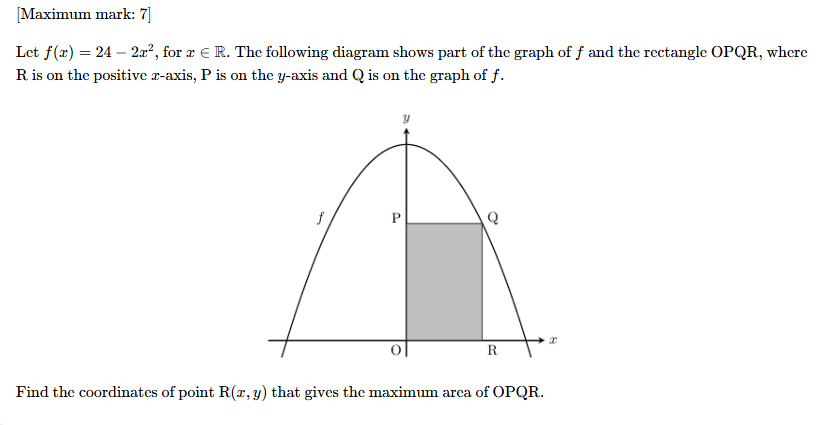 [Maximum mark: 7]
Let f(x) = 24 − 2x², for x ∈ ℝ. The following diagram shows part of the graph of f and the rectangle OPQR, where
R is on the positive x-axis, P is on the y-axis and Q is on the graph of f.
y
f
P
Q
x
O
R
Find the coordinates of point R(x, y) that gives the maximum area of OPQR.